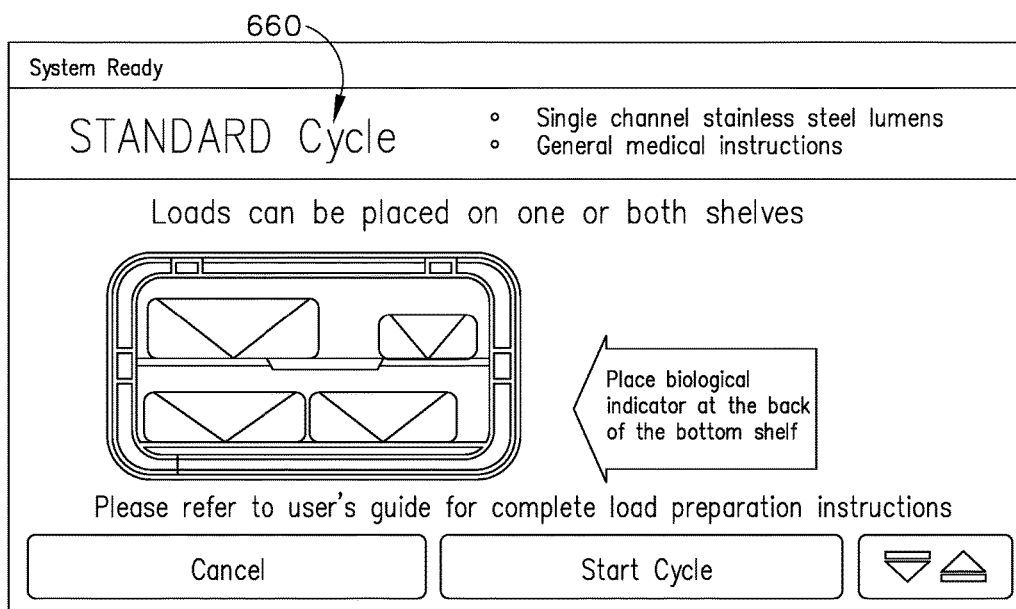 660
System Ready
STANDARD Cycle
° Single channel stainless steel lumens
° General medical instructions
Loads can be placed on one or both shelves
Place biological
indicator at the back
of the bottom shelf
Please refer to user's guide for complete load preparation instructions
Cancel
Start Cycle